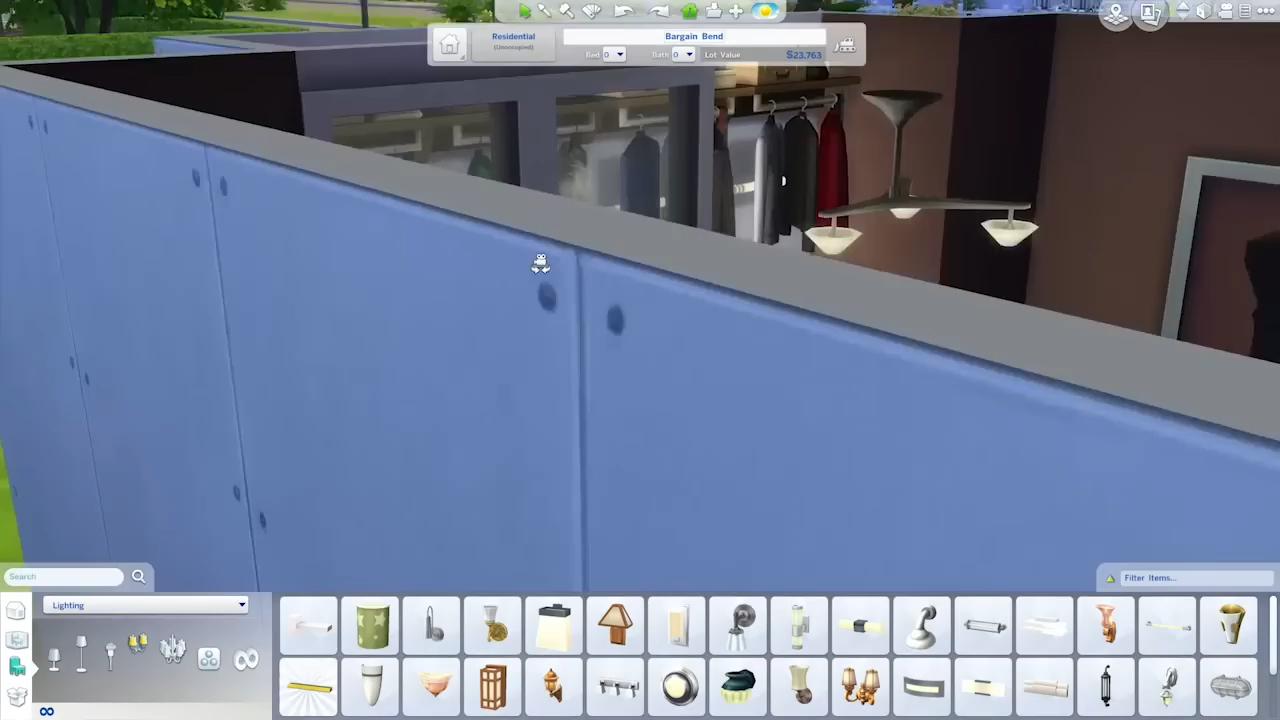 Residential
(Unoccupied)
Bargain Bend
Bed 0
Bath 0
Lot Value
$23,763
Search
Filter Items...
Lighting